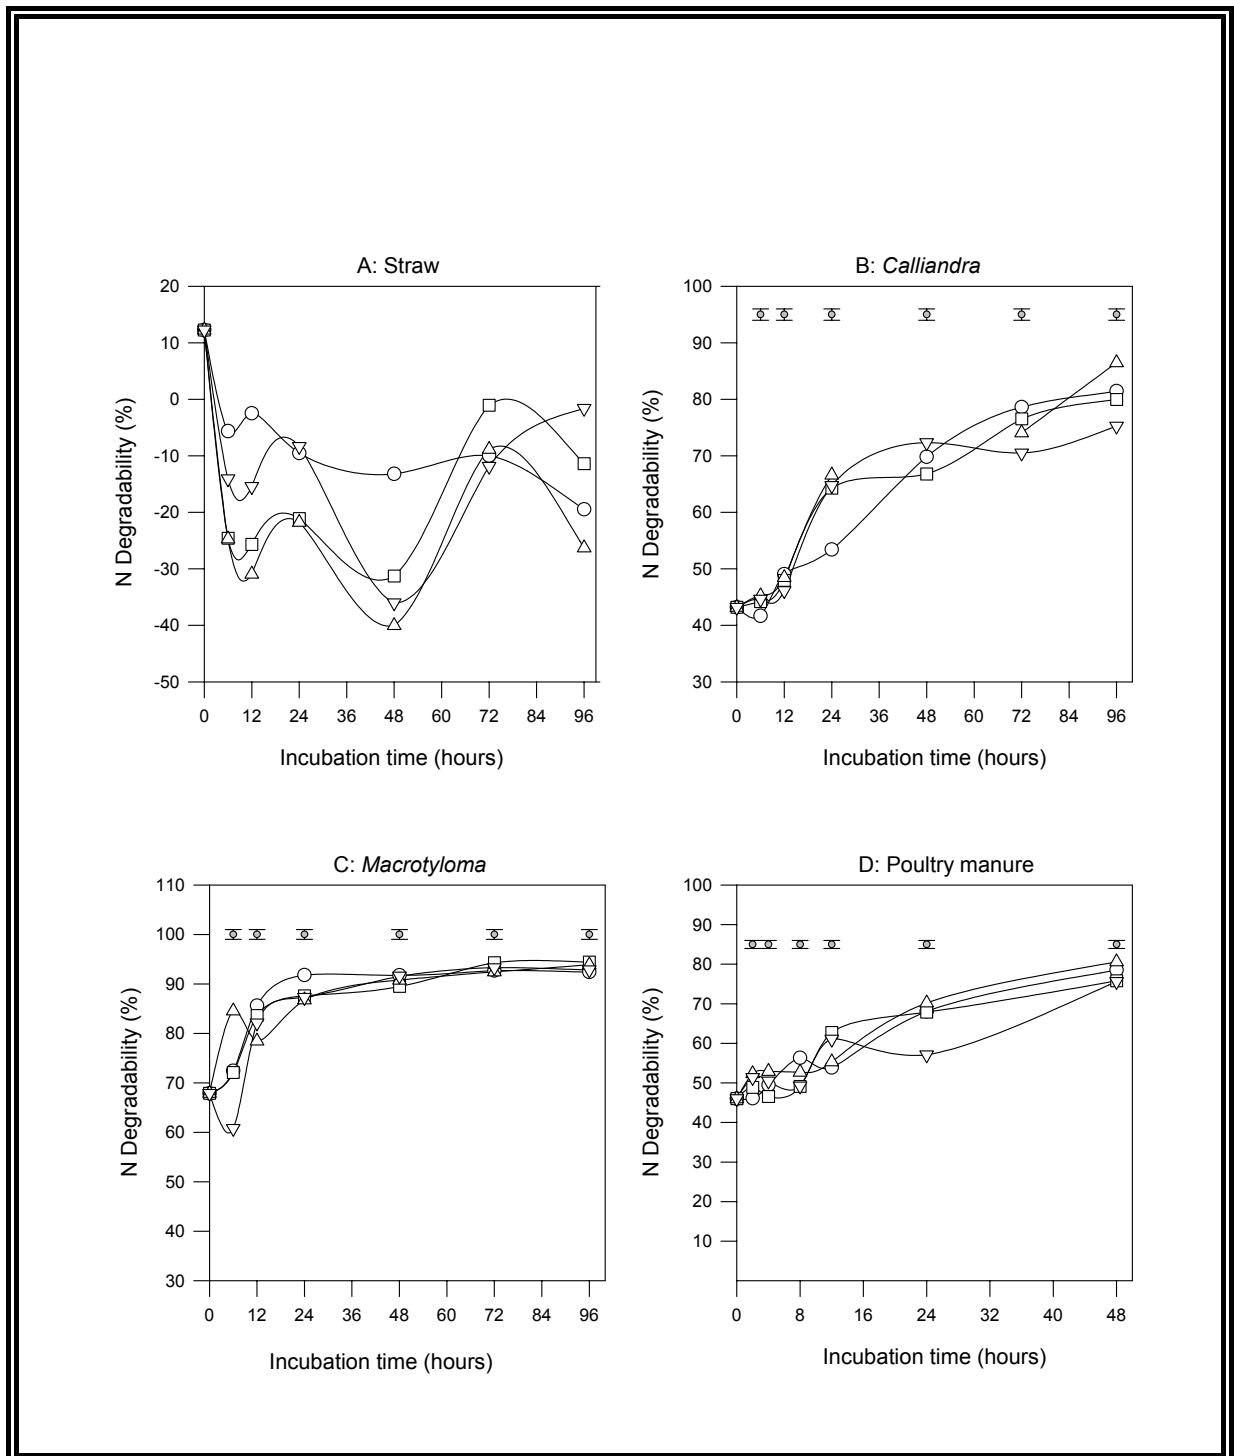 A: Straw
N Degradability (%)
20
10
0
-10
-20
-30
-40
-50
0 12 24 36 48 60 72 84 96
Incubation time (hours)
B: Calliandra
N Degradability (%)
100
90
80
70
60
50
40
30
0 12 24 36 48 60 72 84 96
Incubation time (hours)
C: Macrotyloma
N Degradability (%)
110
100
90
80
70
60
50
40
30
0 12 24 36 48 60 72 84 96
Incubation time (hours)
D: Poultry manure
N Degradability (%)
100
90
80
70
60
50
40
30
20
10
0 8 16 24 32 40 48
Incubation time (hours)